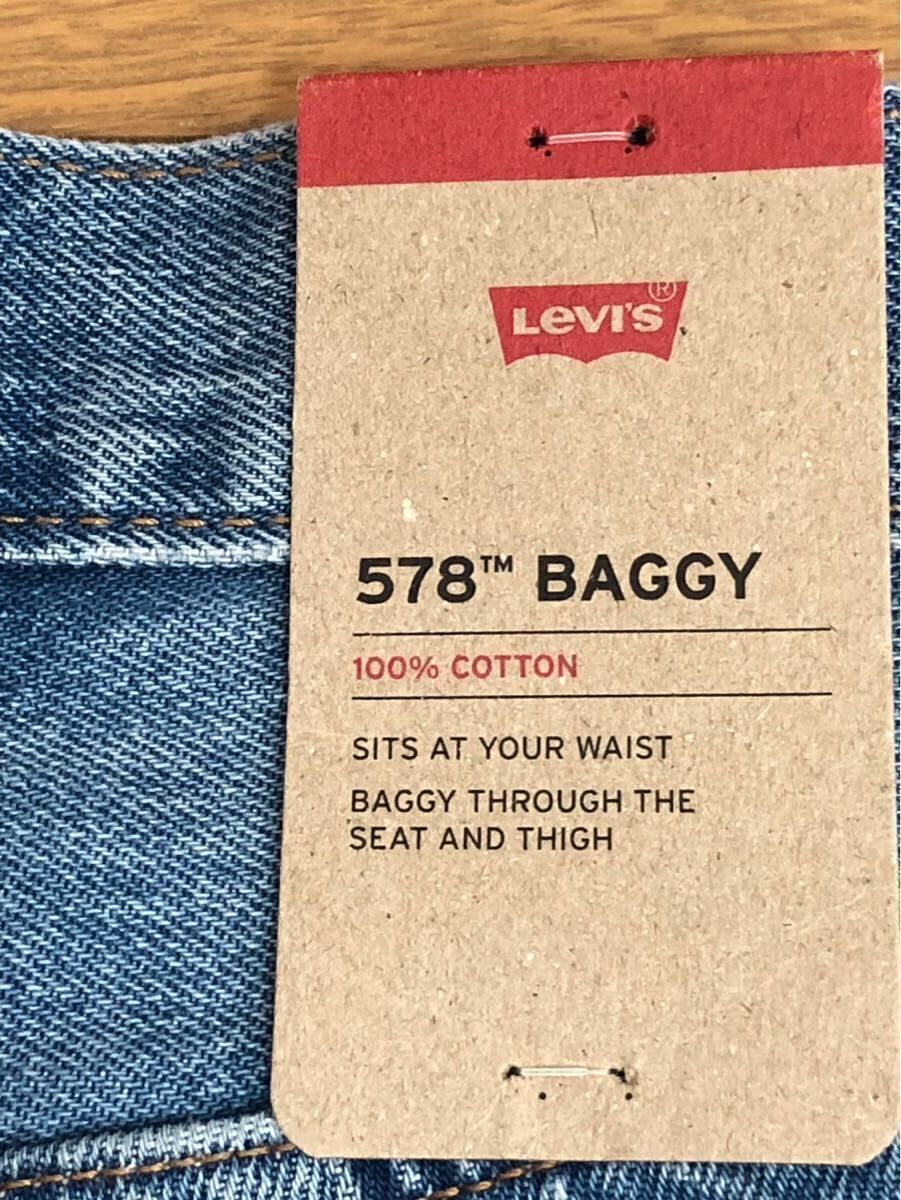 LEVI'S®
578™ BAGGY
100% COTTON
SITS AT YOUR WAIST
BAGGY THROUGH THE
SEAT AND THIGH